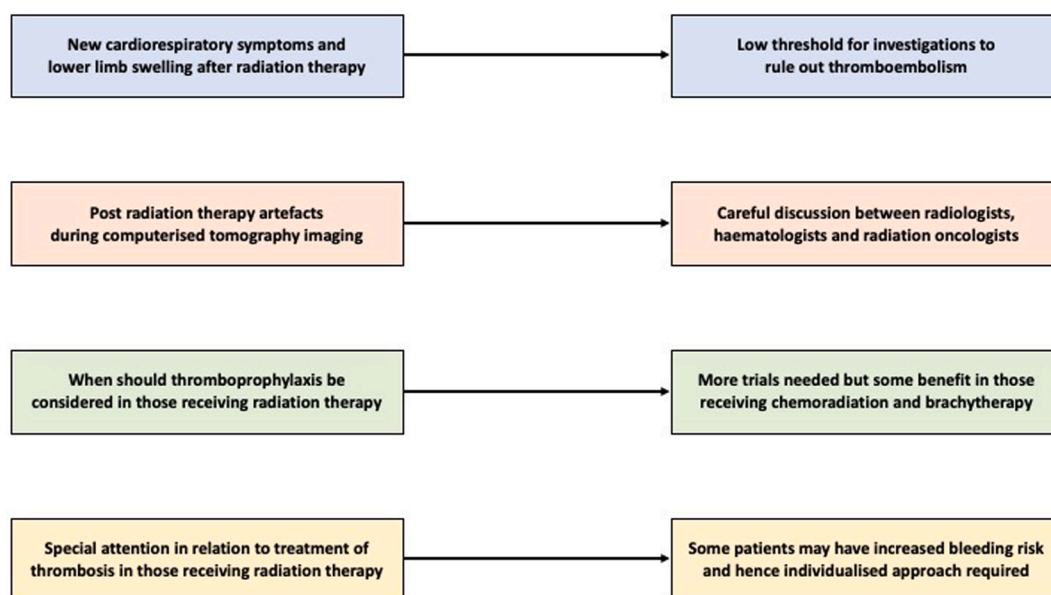 New cardiorespiratory symptoms and
lower limb swelling after radiation therapy
Low threshold for investigations to
rule out thromboembolism
Post radiation therapy artefacts
during computerised tomography imaging
Careful discussion between radiologists,
haematologists and radiation oncologists
When should thromboprophylaxis be
considered in those receiving radiation therapy
More trials needed but some benefit in those
receiving chemoradiation and brachytherapy
Special attention in relation to treatment of
thrombosis in those receiving radiation therapy
Some patients may have increased bleeding risk
and hence individualised approach required